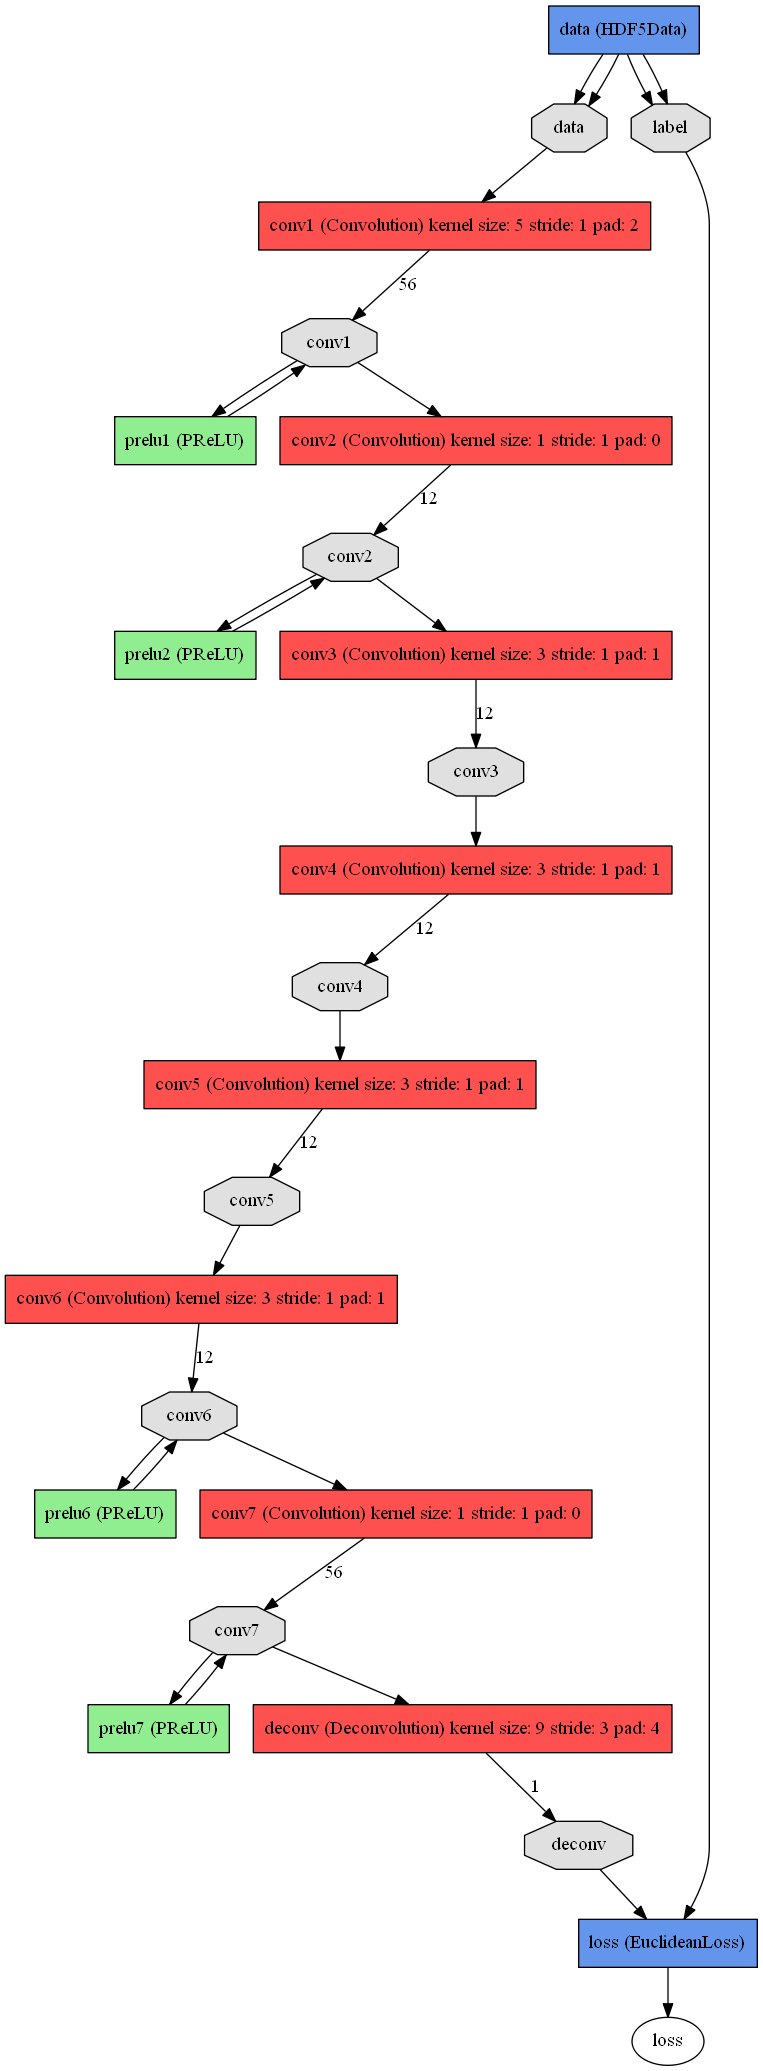 data (HDF5Data)
data
label
conv1 (Convolution) kernel size: 5 stride: 1 pad: 2
56
conv1
prelu1 (PReLU)
conv2 (Convolution) kernel size: 1 stride: 1 pad: 0
12
conv2
prelu2 (PReLU)
conv3 (Convolution) kernel size: 3 stride: 1 pad: 1
12
conv3
conv4 (Convolution) kernel size: 3 stride: 1 pad: 1
12
conv4
conv5 (Convolution) kernel size: 3 stride: 1 pad: 1
12
conv5
conv6 (Convolution) kernel size: 3 stride: 1 pad: 1
12
conv6
prelu6 (PReLU)
conv7 (Convolution) kernel size: 1 stride: 1 pad: 0
56
conv7
prelu7 (PReLU)
deconv (Deconvolution) kernel size: 9 stride: 3 pad: 4
1
deconv
loss (EuclideanLoss)
loss